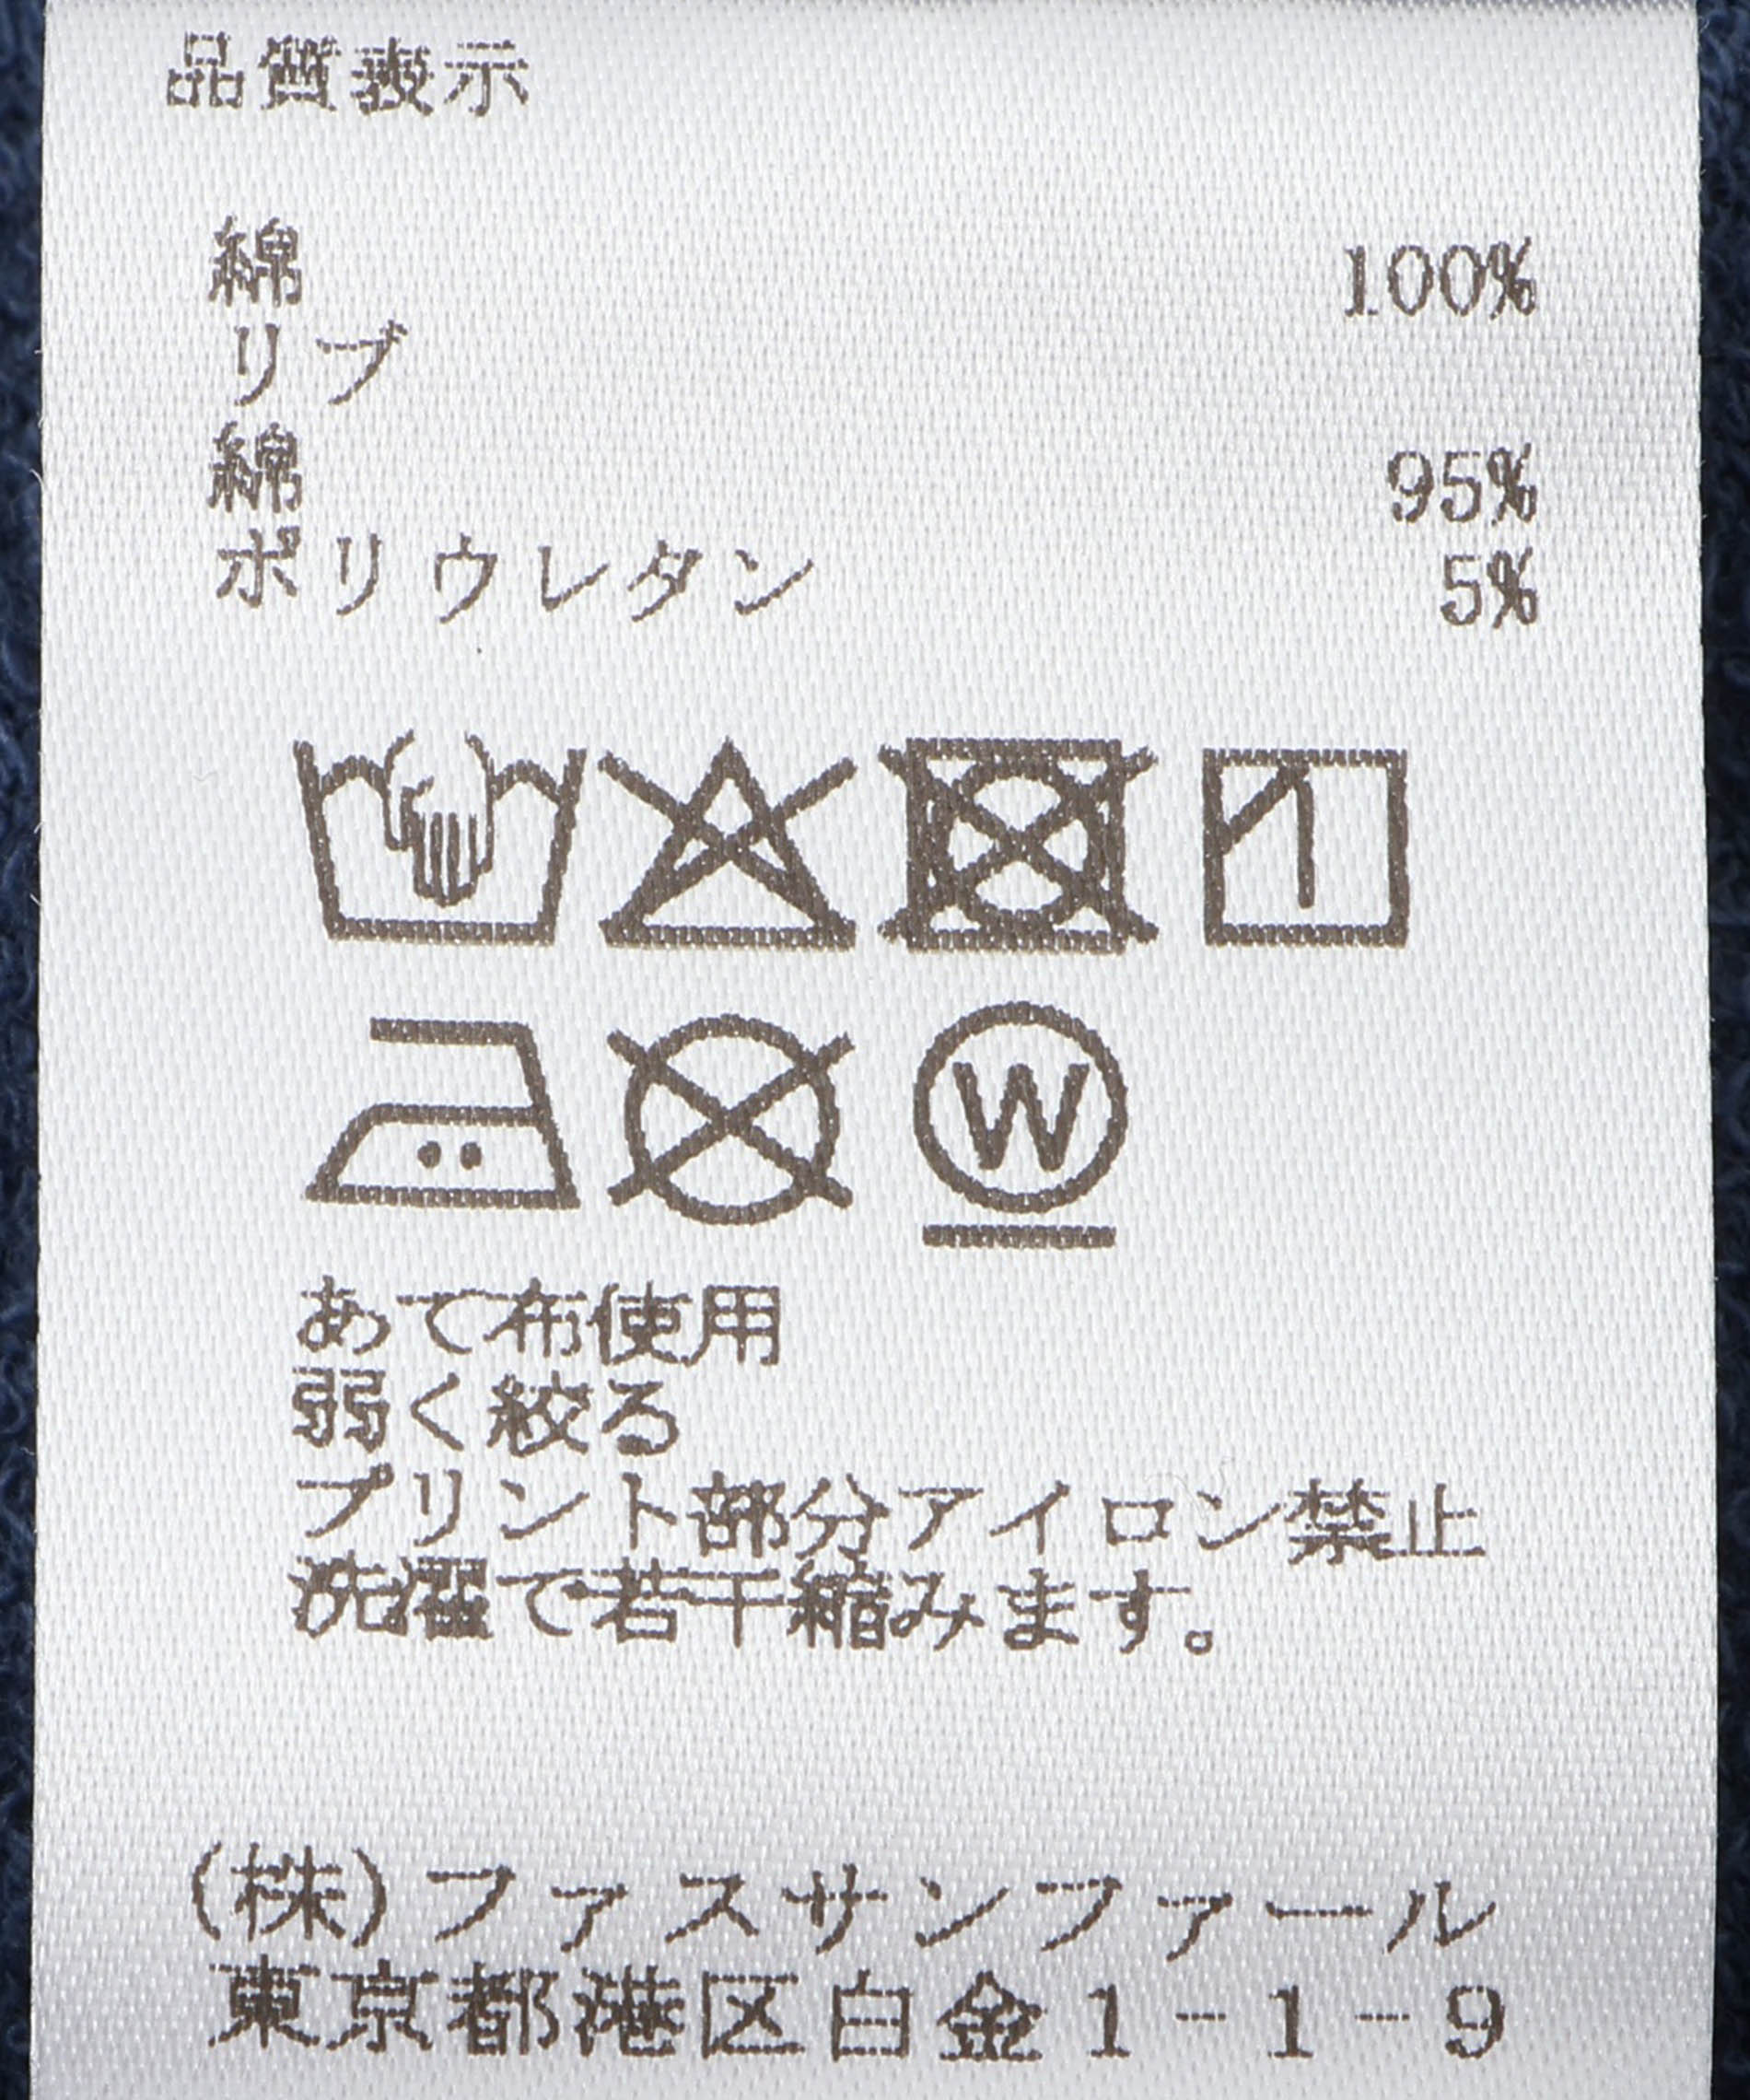 品質表示
綿 100%
リブ
綿 95%
ポリウレタン 5%
W
あて布使用
弱く絞る
プリント部分アイロン禁止
洗濯で若干縮みます。
(株)ファスサンファール
東京都港区白金1-1-9